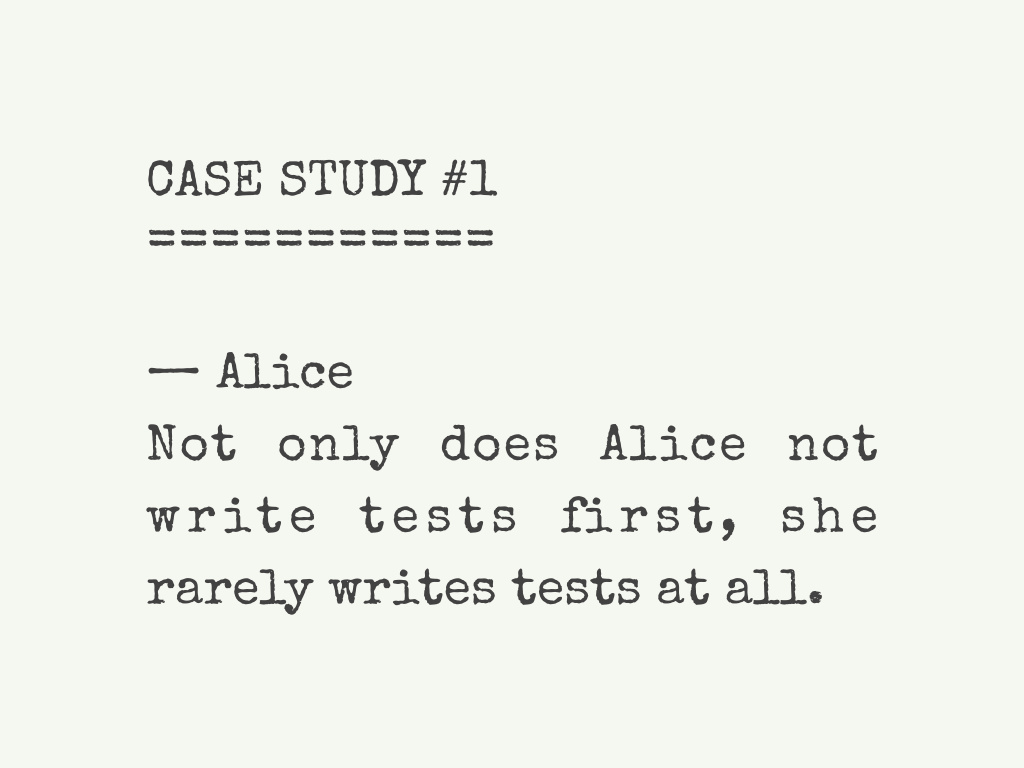 CASE STUDY #1
===========
— Alice
Not only does Alice not
write tests first, she
rarely writes tests at all.